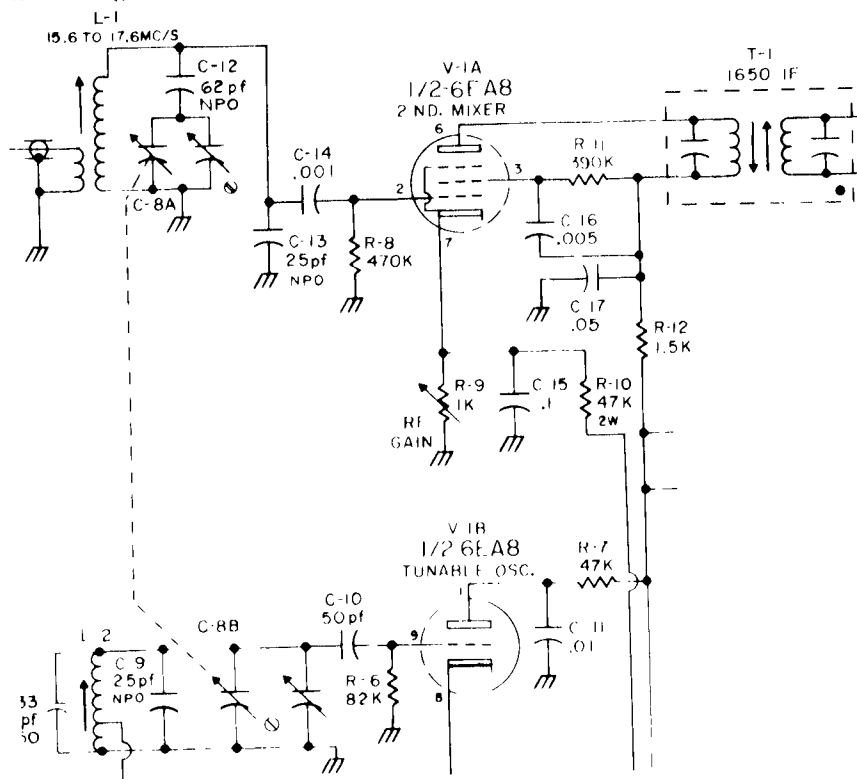 L-1
15.6 TO 17.6MC/S
C-12
62pf
NPO
C-8A
C-14
.001
C-13
25pf
NPO
R-8
470K
V-1A
1/2-6EA8
2 ND. MIXER
6
2
3
7
R-11
390K
C-16
.005
C-17
.05
T-1
1650 IF
R-12
1.5K
R-9
1K
RF
GAIN
C-15
.1
R-10
47K
2W
V-1B
1/2 6EA8
TUNABLE OSC.
1
9
8
R-7
47K
C-11
.01
C-10
50pf
R-6
82K
C-8B
1 2
C-9
25pf
NPO
33
pf